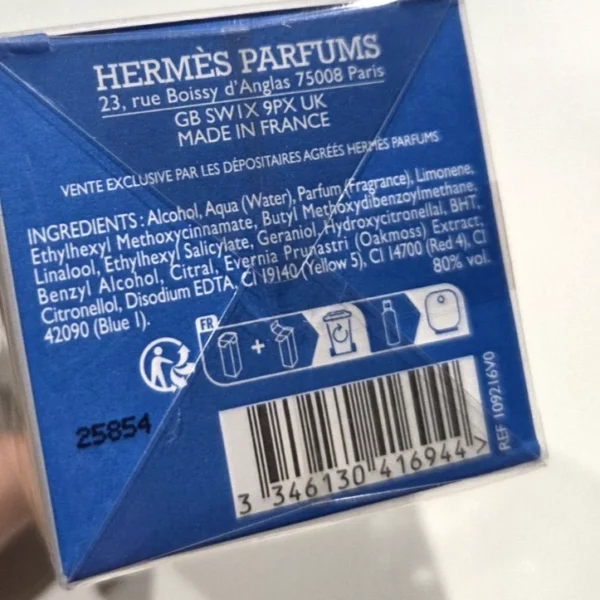 HERMÈS PARFUMS
23, rue Boissy d'Anglas 75008 Paris
GB SW1X 9PX UK
MADE IN FRANCE
VENTE EXCLUSIVE PAR LES DÉPOSITAIRES AGRÉÉS HERMÈS PARFUMS
INGREDIENTS : Alcohol, Aqua (Water), Parfum (Fragrance), Limonene,
Ethylhexyl Methoxycinnamate, Butyl Methoxydibenzoylmethane,
Linalool, Ethylhexyl Salicylate, Geraniol, Hydroxycitronellal, BHT,
Benzyl Alcohol, Citral, Evernia Prunastri (Oakmoss) Extract,
Citronellol, Disodium EDTA, CI 19140 (Yellow 5), CI 14700 (Red 4), CI
42090 (Blue 1).
80% vol.
FR
+
25854
3 346130 416944 >
REF 109216V0